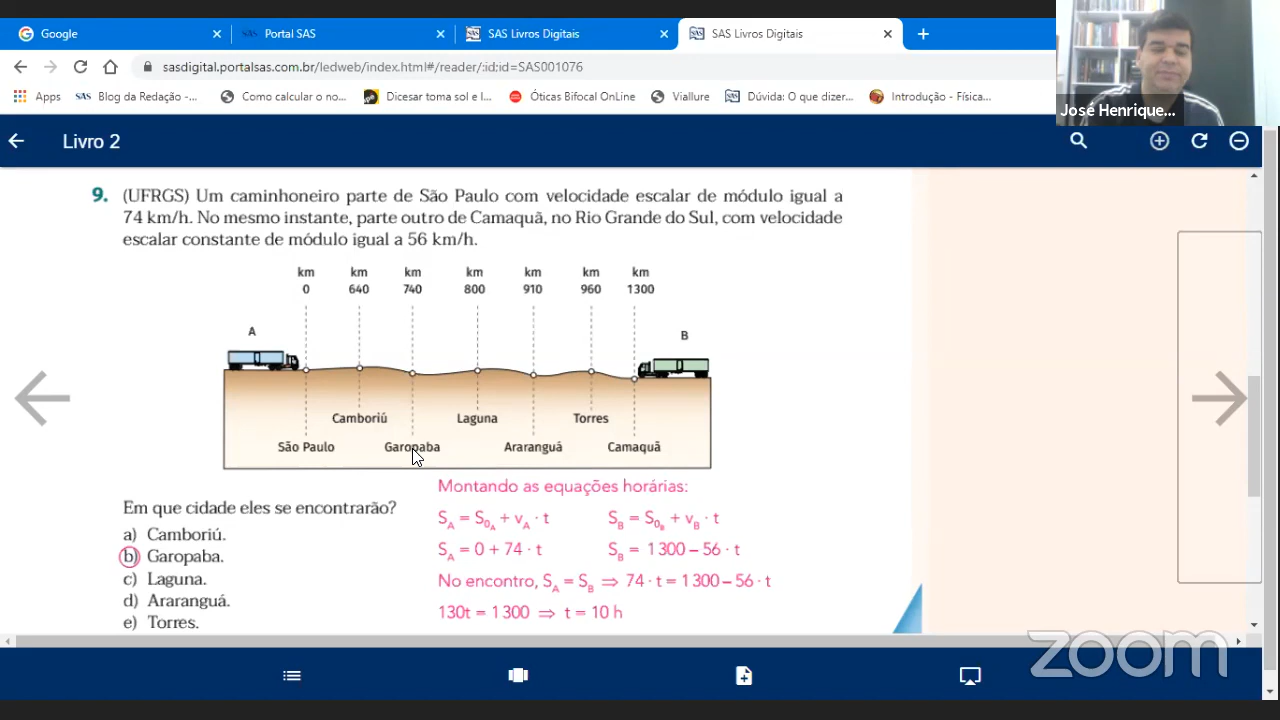 Google
Portal SAS
SAS Livros Digitais
SAS Livros Digitais
sasdigital.portalsas.com.br/ledweb/index.html#/reader/:id:id=SAS001076
Apps
SAS Blog da Redação -...
Como calcular o no...
Dicesar toma sol e l...
Óticas Bifocal OnLine
Viallure
Dúvida: O que dizer...
Introdução - Física...
José Henrique...
Livro 2
9. (UFRGS) Um caminhoneiro parte de São Paulo com velocidade escalar de módulo igual a
74 km/h. No mesmo instante, parte outro de Camaquã, no Rio Grande do Sul, com velocidade
escalar constante de módulo igual a 56 km/h.
km km km km km km km
0 640 740 800 910 960 1300
A
B
Camboriú Laguna Torres
São Paulo Garopaba Araranguá Camaquã
Em que cidade eles se encontrarão?
a) Camboriú.
b) Garopaba.
c) Laguna.
d) Araranguá.
e) Torres.
Montando as equações horárias:
S_A = S_0A + v_A · t S_B = S_0B + v_B · t
S_A = 0 + 74 · t S_B = 1 300 – 56 · t
No encontro, S_A = S_B ⇒ 74 · t = 1 300 – 56 · t
130t = 1 300 ⇒ t = 10 h
zoom